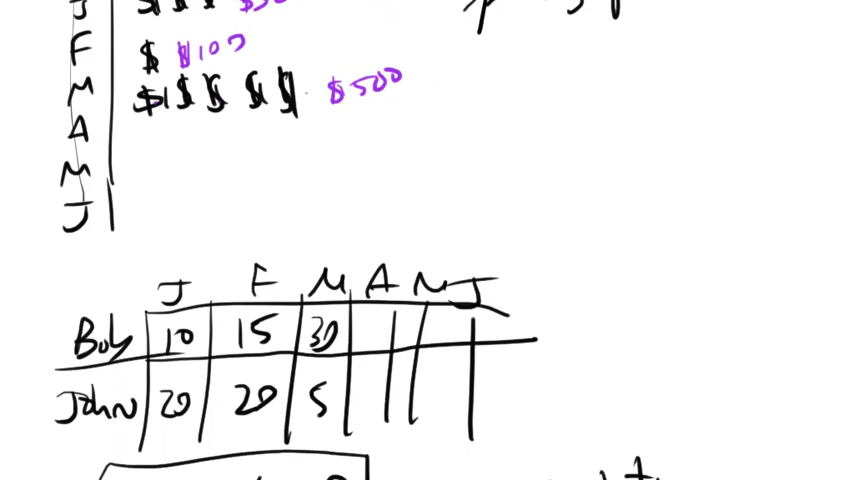 J $ $ $
F $ $100
M $ $ $ $ $ $500
A
M
J
J F M A M J
Bob 10 15 30
John 20 20 5